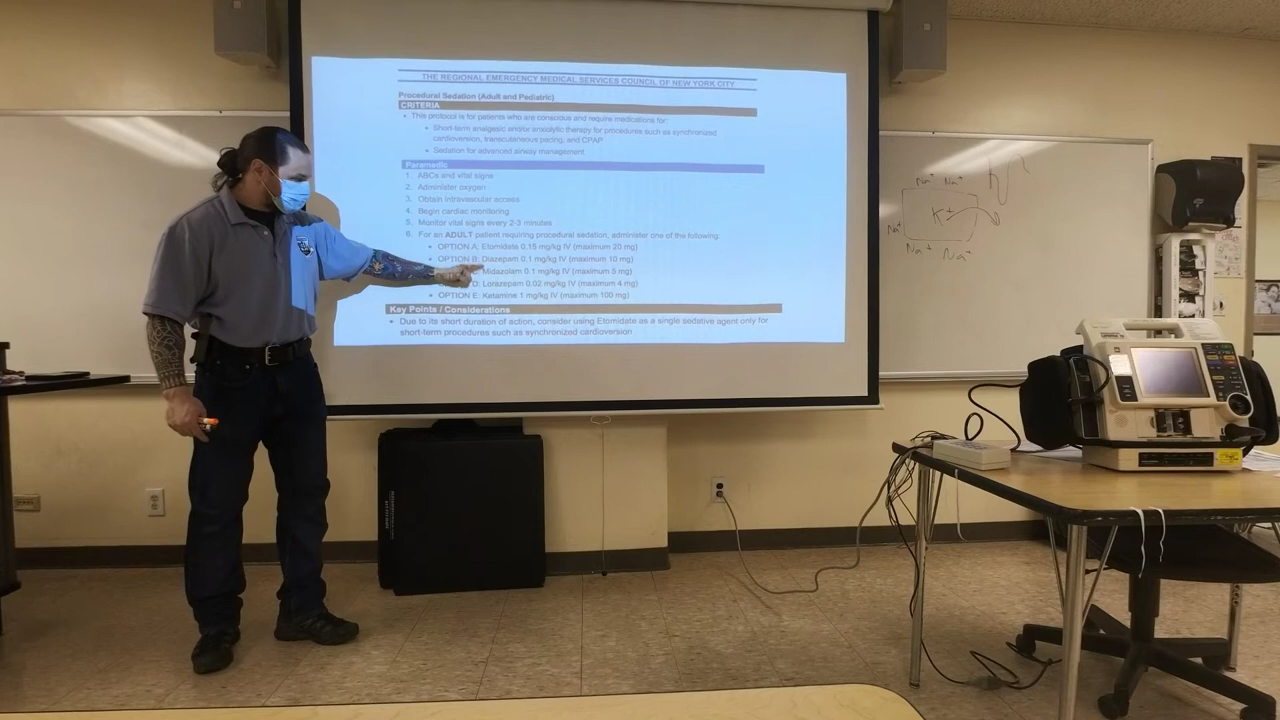 THE REGIONAL EMERGENCY MEDICAL SERVICES COUNCIL OF NEW YORK CITY
Procedural Sedation (Adult and Pediatric)
CRITERIA
• This protocol is for patients who are conscious and require medications for:
• Short-term analgesic and/or anxiolytic therapy for procedures such as synchronized
cardioversion, transcutaneous pacing, and CPAP
• Sedation for advanced airway management
Paramedic
1. ABCs and vital signs
2. Administer oxygen
3. Obtain intravascular access
4. Begin cardiac monitoring
5. Monitor vital signs every 2-3 minutes
6. For an ADULT patient requiring procedural sedation, administer one of the following:
• OPTION A: Etomidate 0.15 mg/kg IV (maximum 20 mg)
• OPTION B: Diazepam 0.1 mg/kg IV (maximum 10 mg)
Midazolam 0.1 mg/kg IV (maximum 5 mg)
Lorazepam 0.02 mg/kg IV (maximum 4 mg)
• OPTION E: Ketamine 1 mg/kg IV (maximum 100 mg)
Key Points / Considerations
• Due to its short duration of action, consider using Etomidate as a single sedative agent only for
short-term procedures such as synchronized cardioversion
Na+ Na+
K+
Na+
Na+ Na+